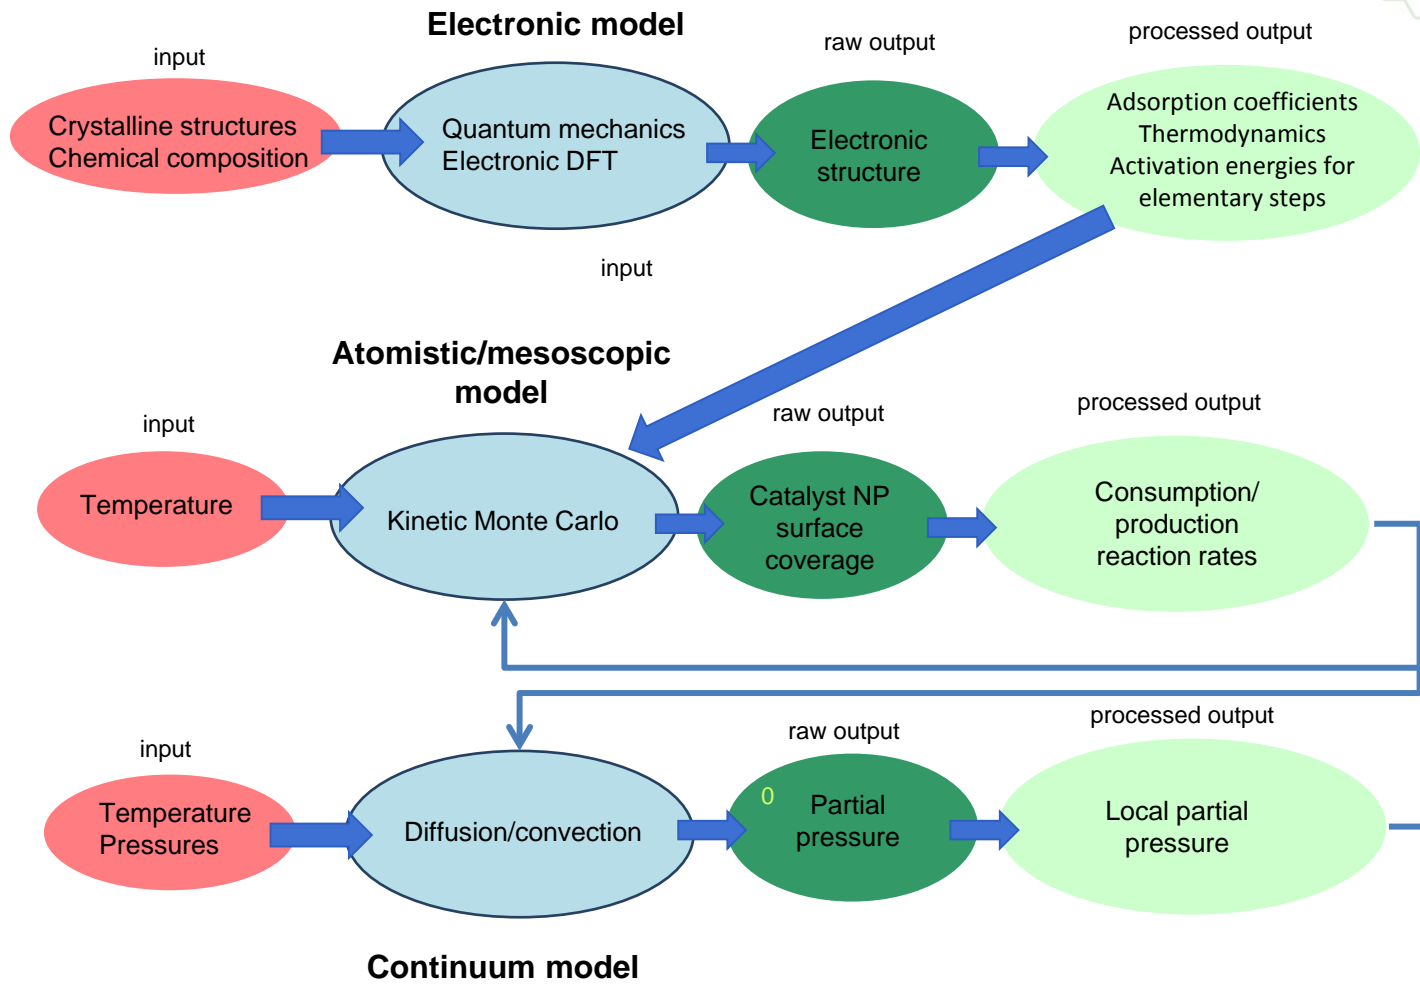 Electronic model
input
raw output
processed output
Crystalline structures
Chemical composition
Quantum mechanics
Electronic DFT
Electronic
structure
Adsorption coefficients
Thermodynamics
Activation energies for
elementary steps
input
Atomistic/mesoscopic
model
input
raw output
processed output
Temperature
Kinetic Monte Carlo
Catalyst NP
surface
coverage
Consumption/
production
reaction rates
input
raw output
processed output
Temperature
Pressures
Diffusion/convection
0
Partial
pressure
Local partial
pressure
Continuum model